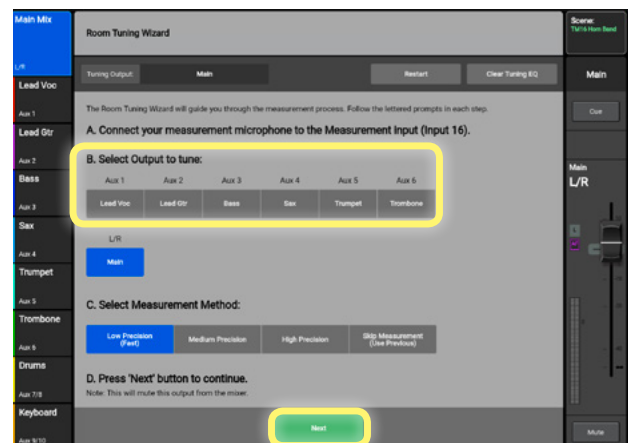 Main Mix
L/R
Lead Voc
Aux 1
Lead Gtr
Aux 2
Bass
Aux 3
Sax
Aux 4
Trumpet
Aux 5
Trombone
Aux 6
Drums
Aux 7/8
Keyboard
Aux 9/10
Room Tuning Wizard
Tuning Output: Main Restart Clear Tuning EQ
The Room Tuning Wizard will guide you through the measurement process. Follow the lettered prompts in each step.
A. Connect your measurement microphone to the Measurement Input (Input 16).
B. Select Output to tune:
Aux 1 Aux 2 Aux 3 Aux 4 Aux 5 Aux 6
Lead Voc Lead Gtr Bass Sax Trumpet Trombone
L/R
Main
C. Select Measurement Method:
Low Precision (Fast) Medium Precision High Precision Skip Measurement (Use Previous)
D. Press 'Next' button to continue.
Note: This will mute this output from the mixer.
Next
Scene:
TM16 Horn Band
Main
Cue
Main
L/R
Mute